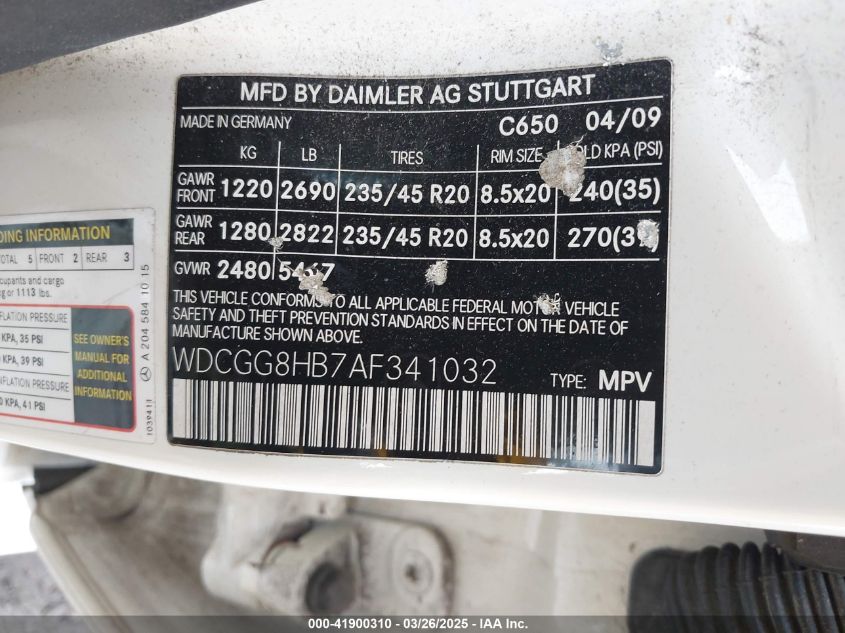 MFD BY DAIMLER AG STUTTGART
MADE IN GERMANY C650 04/09
KG LB TIRES RIM SIZE KPA (PSI)
GAWR FRONT 1220 2690 235/45 R20 8.5x20 240(35)
GAWR REAR 1280 2822 235/45 R20 8.5x20
GVWR 2480
THIS VEHICLE CONFORMS TO ALL APPLICABLE FEDERAL MOTOR VEHICLE
SAFETY AND THEFT PREVENTION STANDARDS IN EFFECT ON THE DATE OF
MANUFACTURE SHOWN ABOVE.
WDCGG8HB7AF341032 TYPE: MPV
INFORMATION
5 FRONT 2 REAR 3
and cargo
or 1113 lbs.
PRESSURE
KPA, 35 PSI
KPA, 39 PSI
PRESSURE
KPA, 41 PSI
SEE OWNER'S
MANUAL FOR
ADDITIONAL
INFORMATION
A 204 584 10 15
1039411
000-41900310 | 03/26/2025 — IAA Inc.